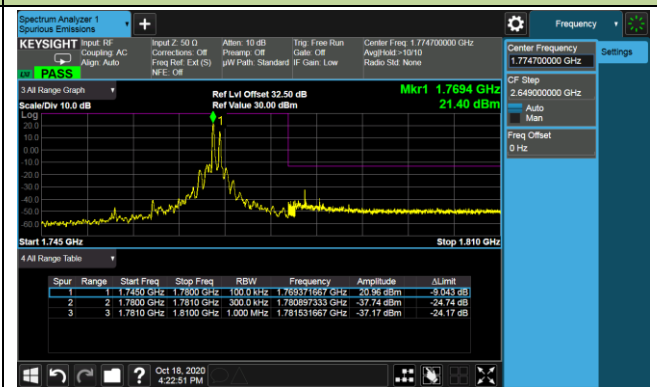 Spectrum Analyzer 1
Spurious Emissions
Frequency
KEYSIGHT
Input: RF
Coupling: AC
Align: Auto
Input Z: 50 Ω
Corrections: Off
Freq Ref: Ext (S)
NFE: Off
Atten: 10 dB
Preamp: Off
µW Path: Standard
Trig: Free Run
Gate: Off
IF Gain: Low
Center Freq: 1.774700000 GHz
Avg|Hold:>10/10
Radio Std: None
PASS
Center Frequency
1.774700000 GHz
Settings
CF Step
2.649000000 GHz
Auto
Man
Freq Offset
0 Hz
3 All Range Graph
Scale/Div 10.0 dB
Ref Lvl Offset 32.50 dB
Ref Value 30.00 dBm
Mkr1 1.7694 GHz
21.40 dBm
Log
1
20.0
10.0
0.00
-10.0
-20.0
-30.0
-40.0
-50.0
-60.0
Start 1.745 GHz
Stop 1.810 GHz
4 All Range Table
Spur Range Start Freq Stop Freq RBW Frequency Amplitude ΔLimit
1 1 1.7450 GHz 1.7800 GHz 100.0 kHz 1.769371667 GHz 20.96 dBm -9.043 dB
2 2 1.7800 GHz 1.7810 GHz 300.0 kHz 1.780897333 GHz -37.74 dBm -24.74 dB
3 3 1.7810 GHz 1.8100 GHz 1.000 MHz 1.781531667 GHz -37.17 dBm -24.17 dB
?
Oct 18, 2020
4:22:51 PM